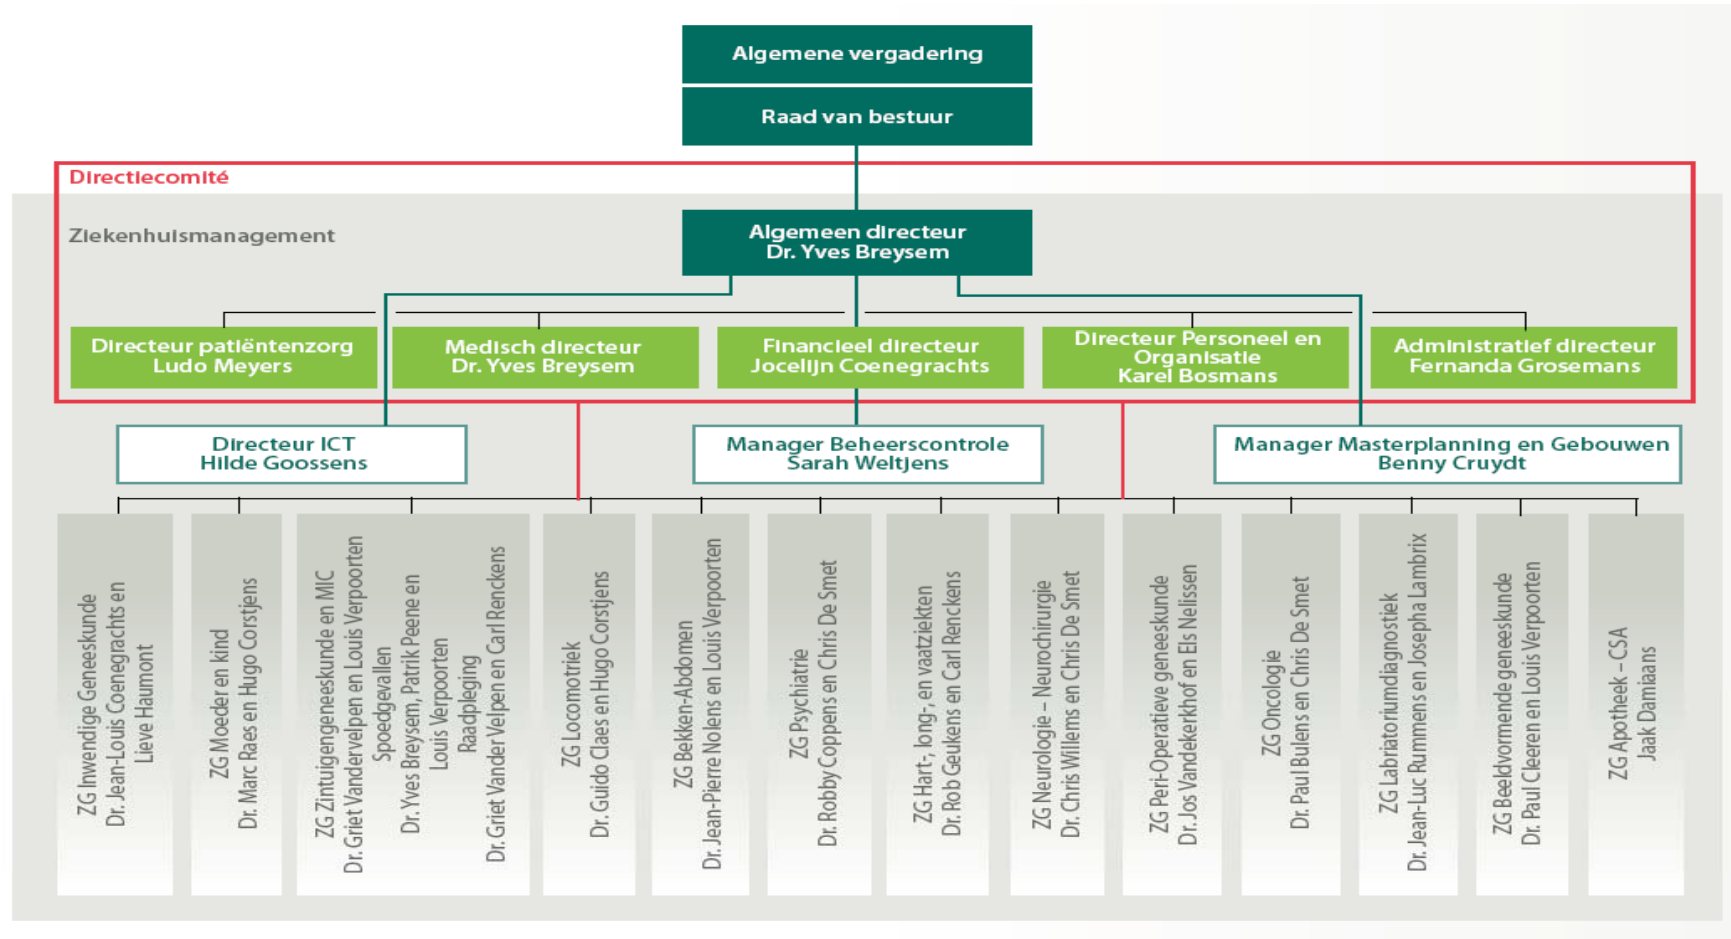 Algemene vergadering
Raad van bestuur
Directiecomité
Ziekenhuismanagement
Algemeen directeur
Dr. Yves Breysem
Directeur patiëntenzorg
Ludo Meyers
Medisch directeur
Dr. Yves Breysem
Financieel directeur
Jocelijn Coenegrachts
Directeur Personeel en
Organisatie
Karel Bosmans
Administratief directeur
Fernanda Grosemans
Directeur ICT
Hilde Goossens
Manager Beheerscontrole
Sarah Weltjens
Manager Masterplanning en Gebouwen
Benny Cruydt
ZG Inwendige Geneeskunde
Dr. Jean-Louis Coenegrachts en
Lieve Haumont
ZG Moeder en kind
Dr. Marc Raes en Hugo Corstjens
ZG Zintuigengeneeskunde en MIC
Dr. Griet Vandervelpen en Louis Verpoorten
Spoedgevallen
Dr. Yves Breysem, Patrik Peene en
Louis Verpoorten
Raadpleging
Dr. Griet Vander Velpen en Carl Renckens
ZG Locomotriek
Dr. Guido Claes en Hugo Corstjens
ZG Bekken-Abdomen
Dr. Jean-Pierre Nolens en Louis Verpoorten
ZG Psychiatrie
Dr. Robby Coppens en Chris De Smet
ZG Hart-, long-, en vaatziekten
Dr. Rob Geukens en Carl Renckens
ZG Neurologie – Neurochirurgie
Dr. Chris Willems en Chris De Smet
ZG Peri-Operatieve geneeskunde
Dr. Jos Vandekerkhof en Els Nelissen
ZG Oncologie
Dr. Paul Bulens en Chris De Smet
ZG Labriatoriumdiagnostiek
Dr. Jean-Luc Rummens en Josepha Lambrix
ZG Beeldvormende geneeskunde
Dr. Paul Cleeren en Louis Verpoorten
ZG Apotheek – CSA
Jaak Damiaans